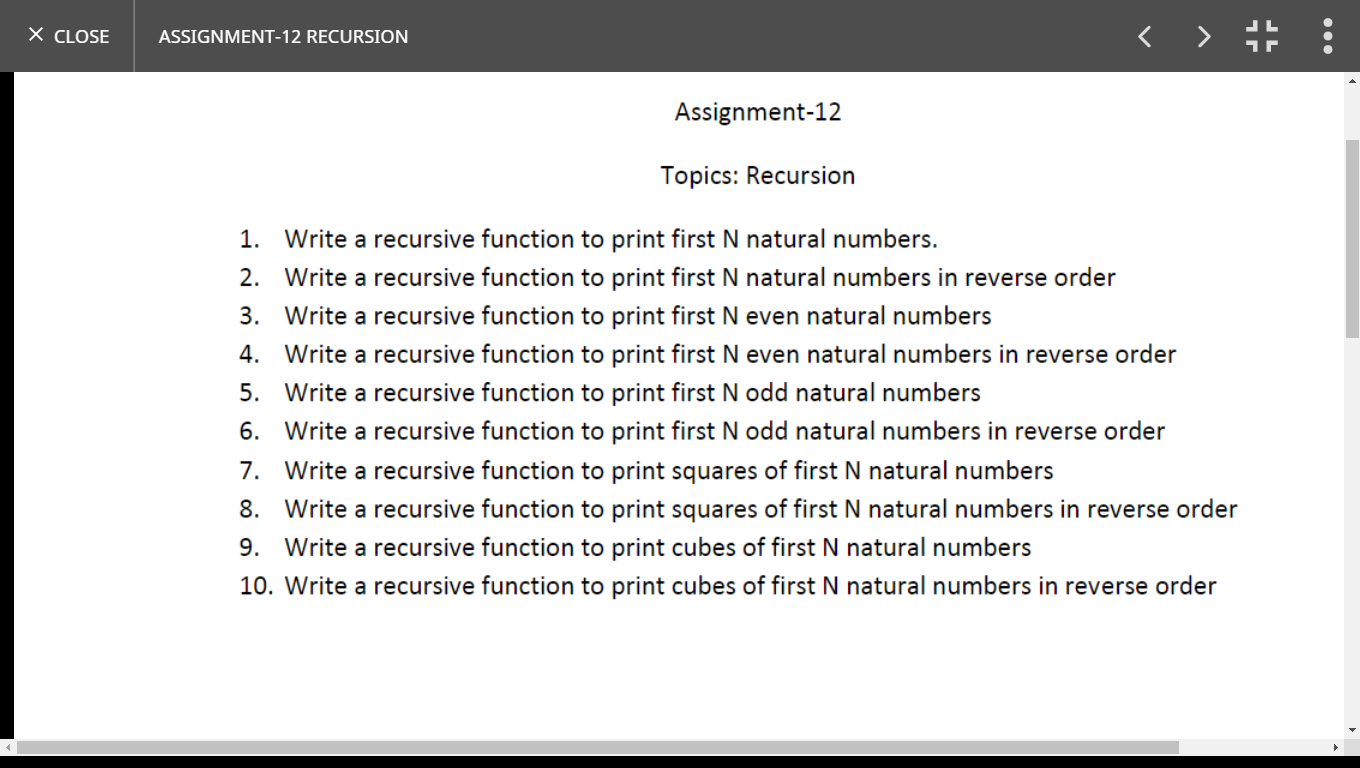 × CLOSE
ASSIGNMENT-12 RECURSION
Assignment-12
Topics: Recursion
1. Write a recursive function to print first N natural numbers.
2. Write a recursive function to print first N natural numbers in reverse order
3. Write a recursive function to print first N even natural numbers
4. Write a recursive function to print first N even natural numbers in reverse order
5. Write a recursive function to print first N odd natural numbers
6. Write a recursive function to print first N odd natural numbers in reverse order
7. Write a recursive function to print squares of first N natural numbers
8. Write a recursive function to print squares of first N natural numbers in reverse order
9. Write a recursive function to print cubes of first N natural numbers
10. Write a recursive function to print cubes of first N natural numbers in reverse order